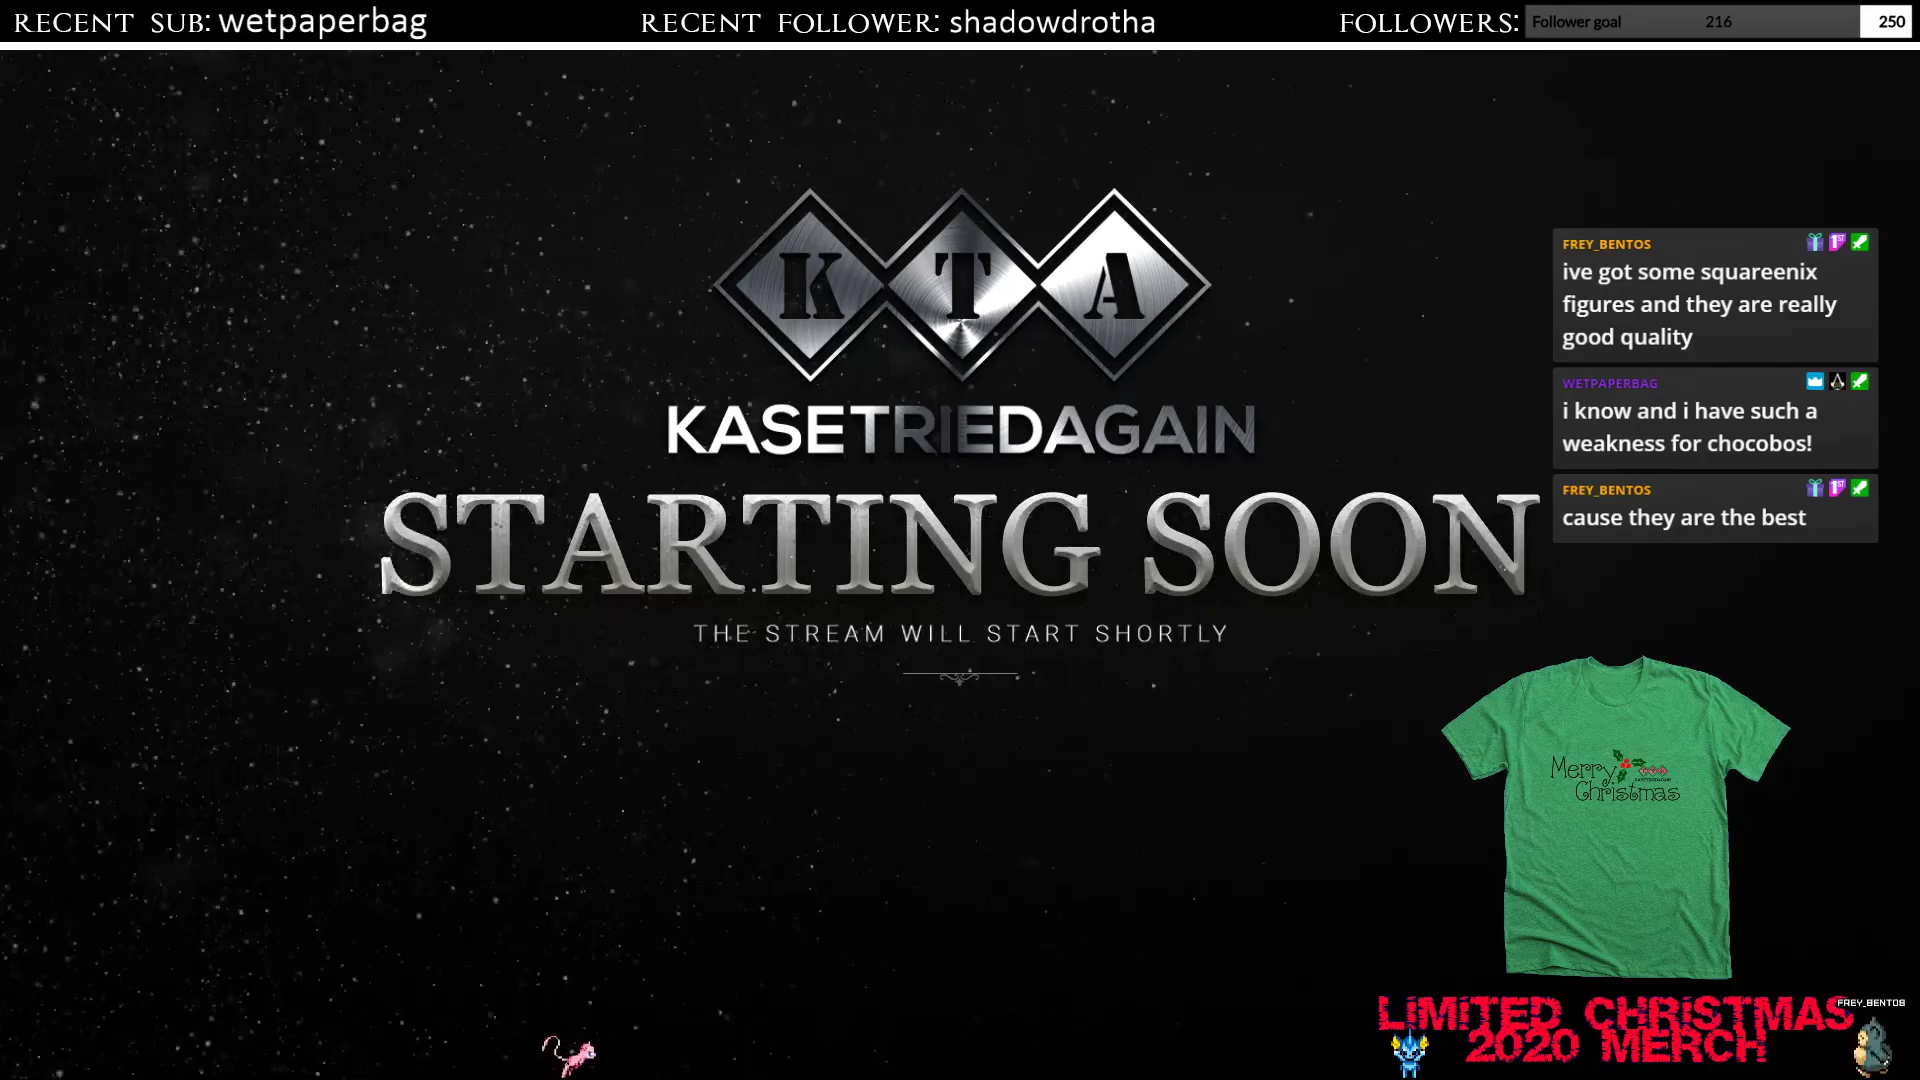 RECENT SUB: wetpaperbag
RECENT FOLLOWER: shadowdrotha
FOLLOWERS: Follower goal 216 250
K T A
KASETRIEDAGAIN
STARTING SOON
THE STREAM WILL START SHORTLY
FREY_BENTOS 1ST
ive got some squareenix
figures and they are really
good quality
WETPAPERBAG
i know and i have such a
weakness for chocobos!
FREY_BENTOS 1ST
cause they are the best
Merry
Christmas
LIMITED CHRISTMAS
2020 MERCH
FREY_BENTOS